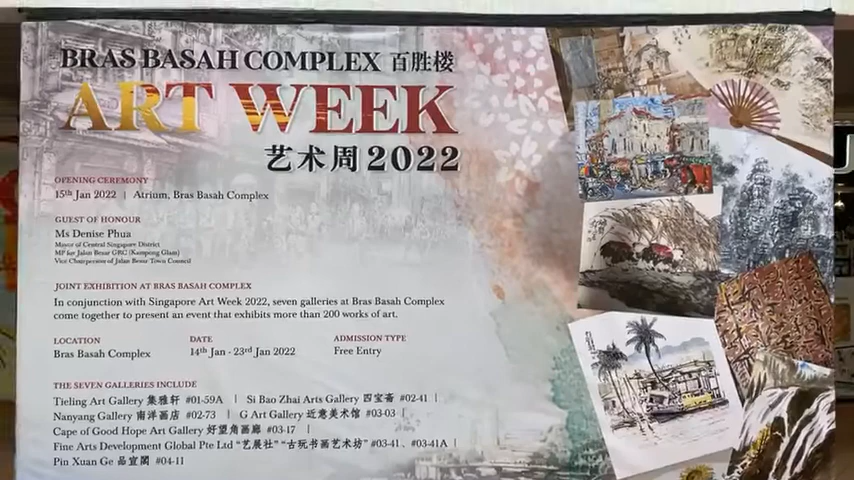 BRAS BASAH COMPLEX 百胜楼
ART WEEK
艺术周 2022
OPENING CEREMONY
15th Jan 2022 | Atrium, Bras Basah Complex
GUEST OF HONOUR
Ms Denise Phua
Mayor of Central Singapore District
MP for Jalan Besar GRC (Kampong Glam)
Vice Chairperson of Jalan Besar Town Council
JOINT EXHIBITION AT BRAS BASAH COMPLEX
In conjunction with Singapore Art Week 2022, seven galleries at Bras Basah Complex
come together to present an event that exhibits more than 200 works of art.
LOCATION DATE ADMISSION TYPE
Bras Basah Complex 14th Jan - 23rd Jan 2022 Free Entry
THE SEVEN GALLERIES INCLUDE
Tieling Art Gallery 集雅轩 #01-59A | Si Bao Zhai Arts Gallery 四宝斋 #02-41 |
Nanyang Gallery 南洋画店 #02-73 | G Art Gallery 近意美术馆 #03-03 |
Cape of Good Hope Art Gallery 好望角画廊 #03-17 |
Fine Arts Development Global Pte Ltd "艺展社" "古玩书画艺术坊" #03-41, #03-41A |
Pin Xuan Ge 品宣阁 #04-11